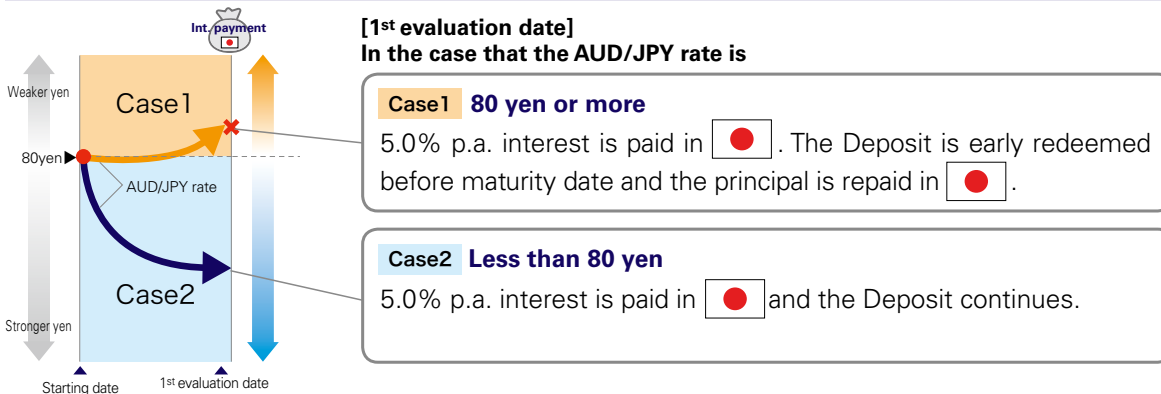 Int. payment
Weaker yen
Case1
80yen
AUD/JPY rate
Case2
Stronger yen
Starting date
1st evaluation date
[1st evaluation date]
In the case that the AUD/JPY rate is
Case1 80 yen or more
5.0% p.a. interest is paid in . The Deposit is early redeemed
before maturity date and the principal is repaid in .
Case2 Less than 80 yen
5.0% p.a. interest is paid in and the Deposit continues.